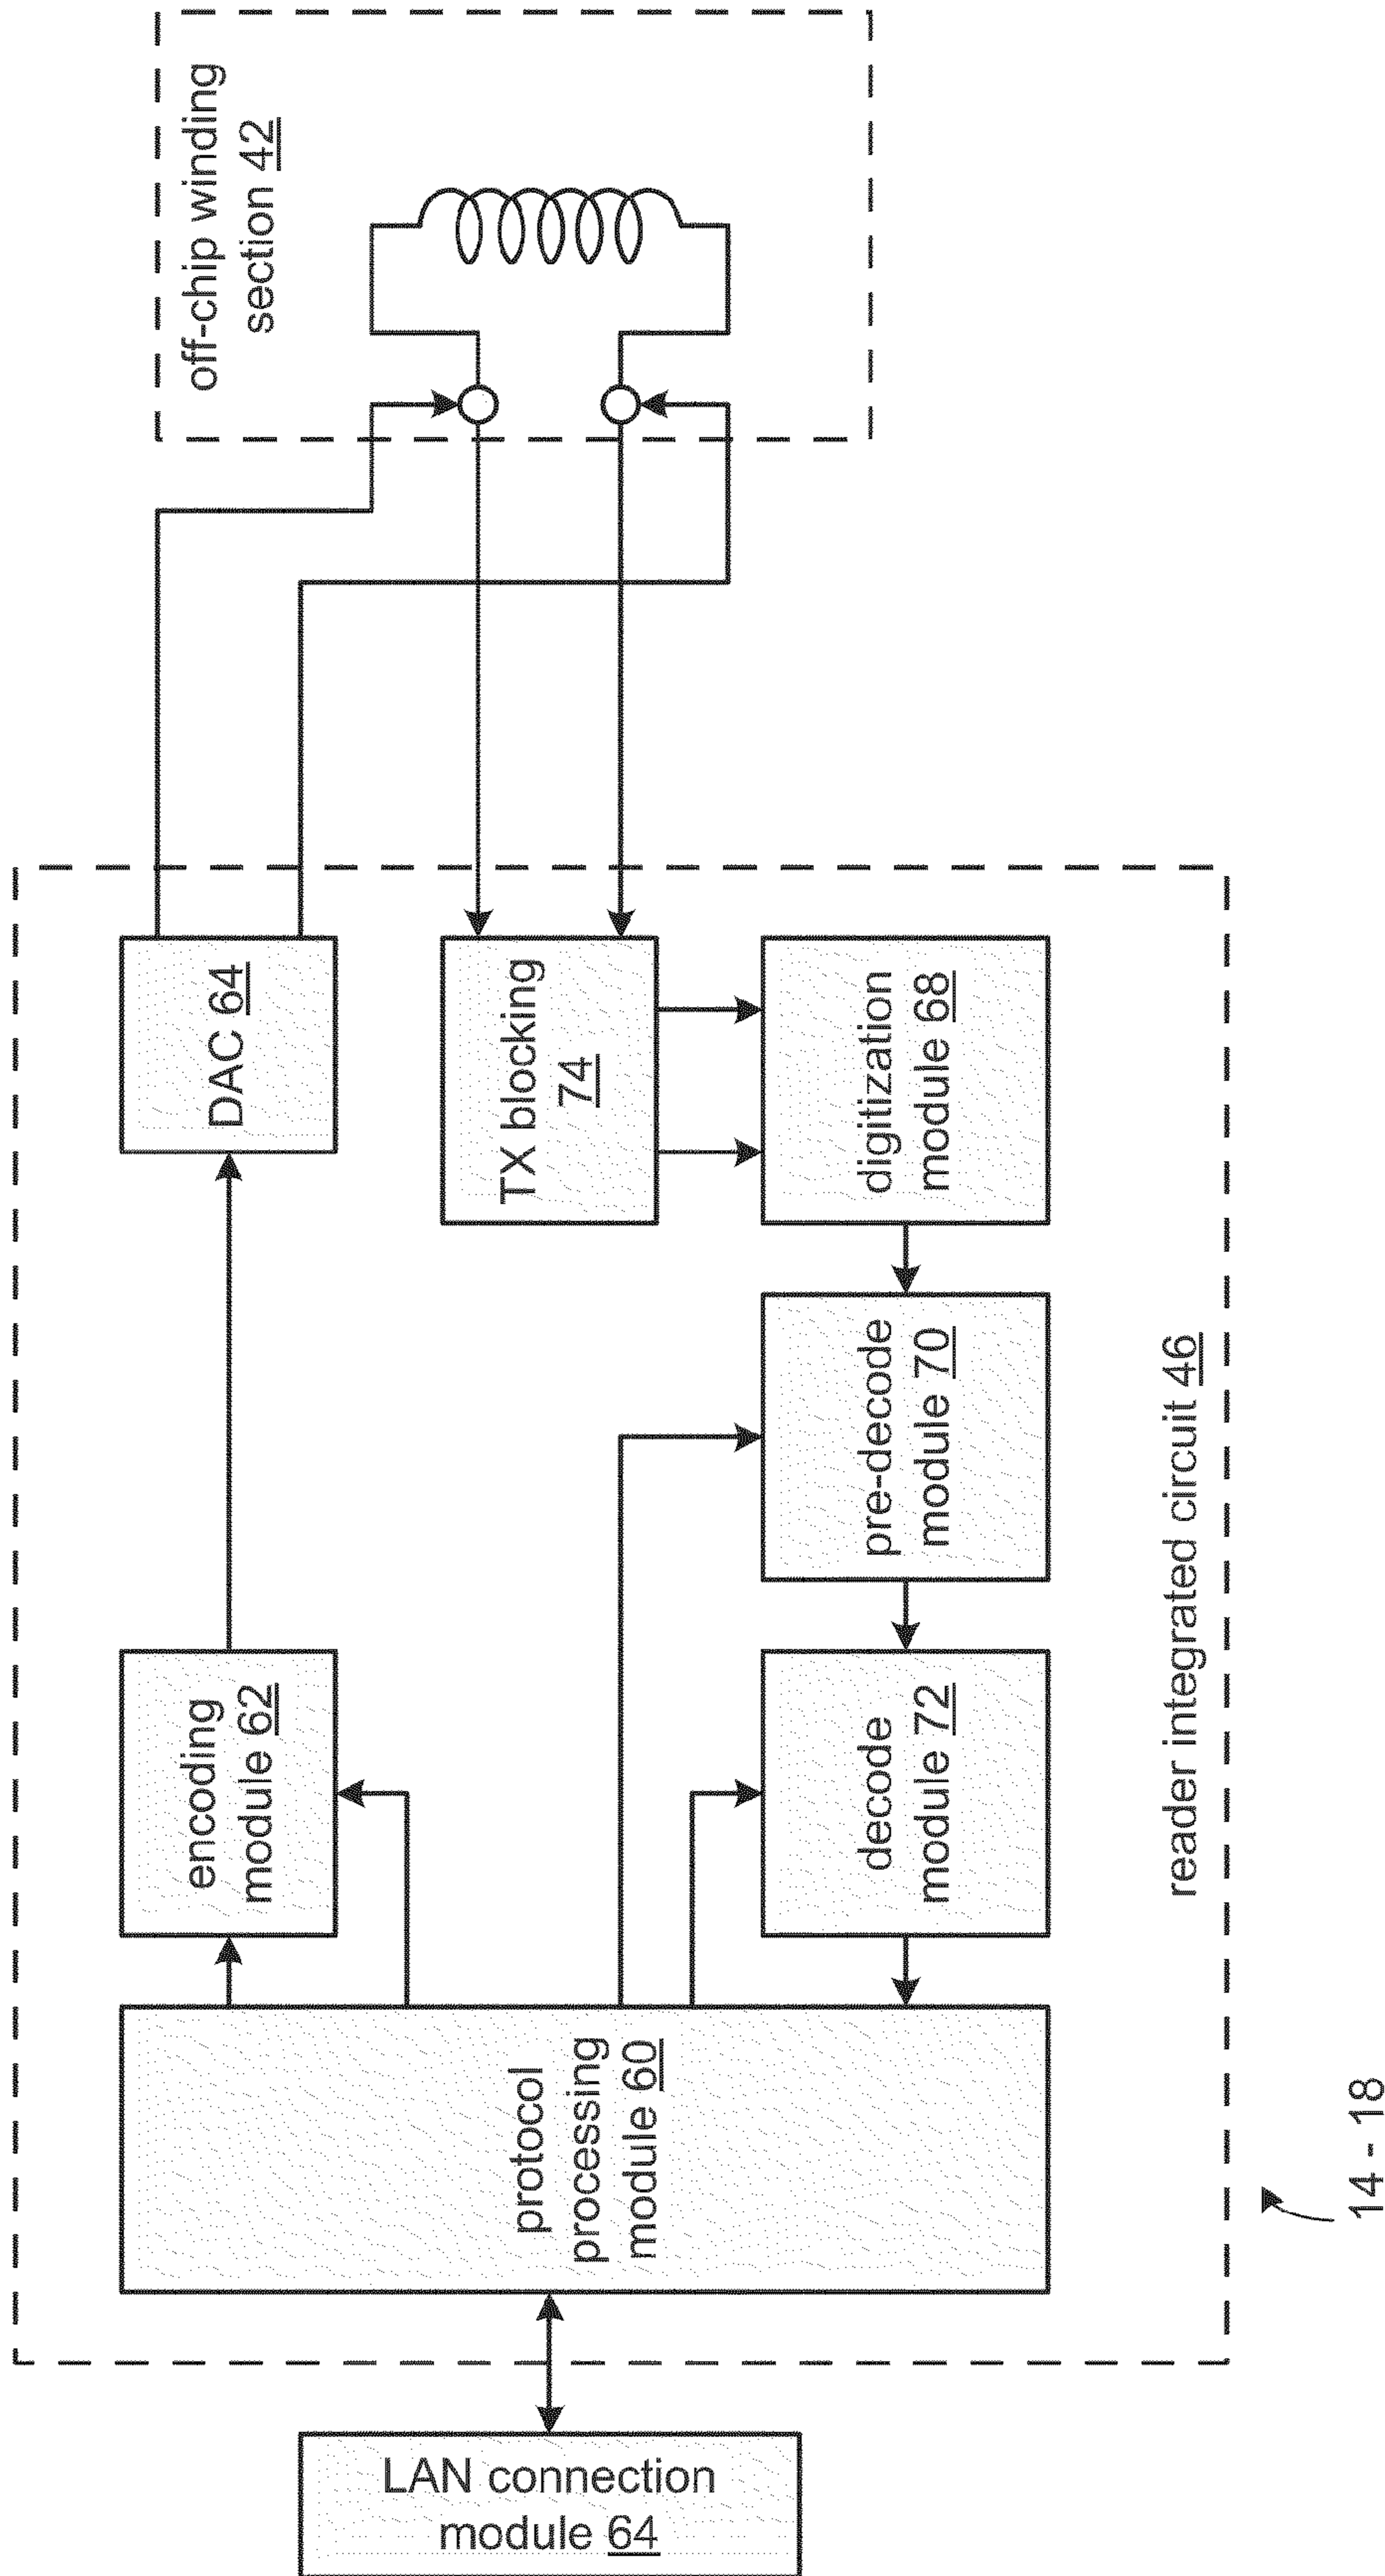 off-chip winding
section 42
DAC 64
TX blocking
74
digitization
module 68
encoding
module 62
pre-decode
module 70
decode
module 72
protocol
processing
module 60
LAN connection
module 64
reader integrated circuit 46
14 - 18